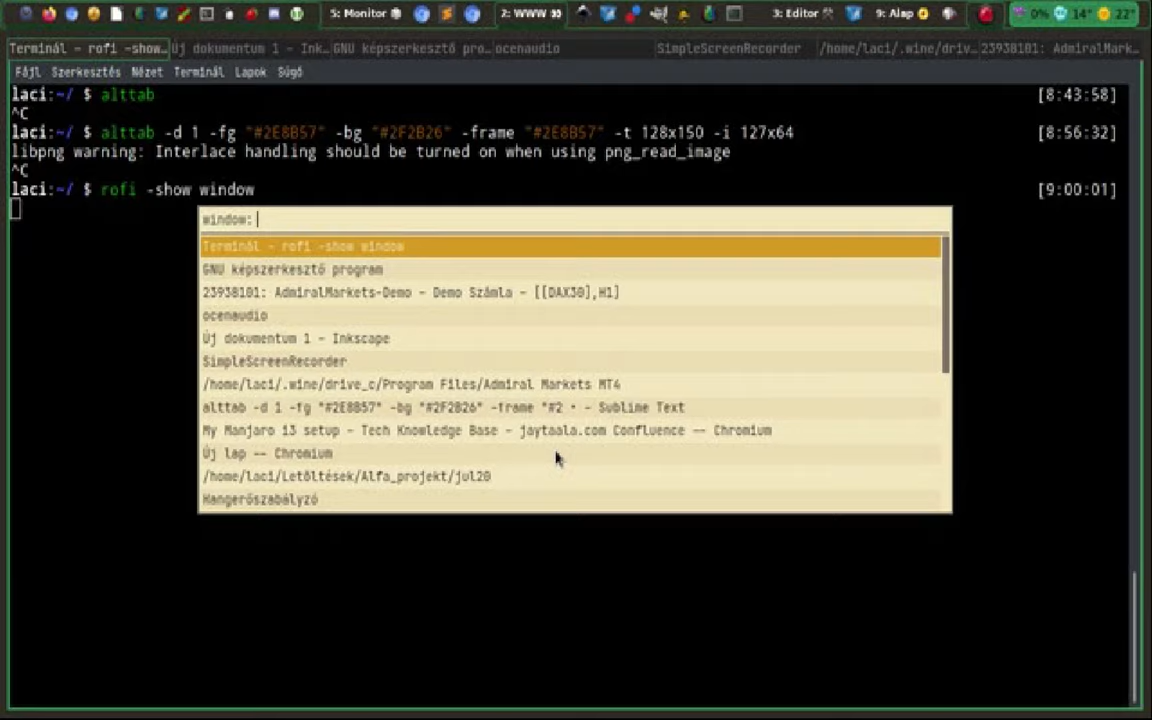 5: Monitor
2: WWW
3: Editor
9: Alap
0% 14° 22°
Terminál - rofi -show… Új dokumentum 1 - Ink… GNU képszerkesztő pro… ocenaudio SimpleScreenRecorder /home/laci/.wine/driv… 23938101: AdmiralMark…
Fájl Szerkesztés Nézet Terminál Lapok Súgó
laci:~/ $ alttab [8:43:58]
^C
laci:~/ $ alttab -d 1 -fg "#2E8B57" -bg "#2F2B26" -frame "#2E8B57" -t 128x150 -i 127x64 [8:56:32]
libpng warning: Interlace handling should be turned on when using png_read_image
^C
laci:~/ $ rofi -show window [9:00:01]
window:
Terminál - rofi -show window
GNU képszerkesztő program
23938101: AdmiralMarkets-Demo - Demo Számla - [[DAX30],H1]
ocenaudio
Új dokumentum 1 - Inkscape
SimpleScreenRecorder
/home/laci/.wine/drive_c/Program Files/Admiral Markets MT4
alttab -d 1 -fg "#2E8B57" -bg "#2F2B26" -frame "#2 • - Sublime Text
My Manjaro i3 setup - Tech Knowledge Base - jaytaala.com Confluence -- Chromium
Új lap -- Chromium
/home/laci/Letöltések/Alfa_projekt/jul20
Hangerőszabályzó